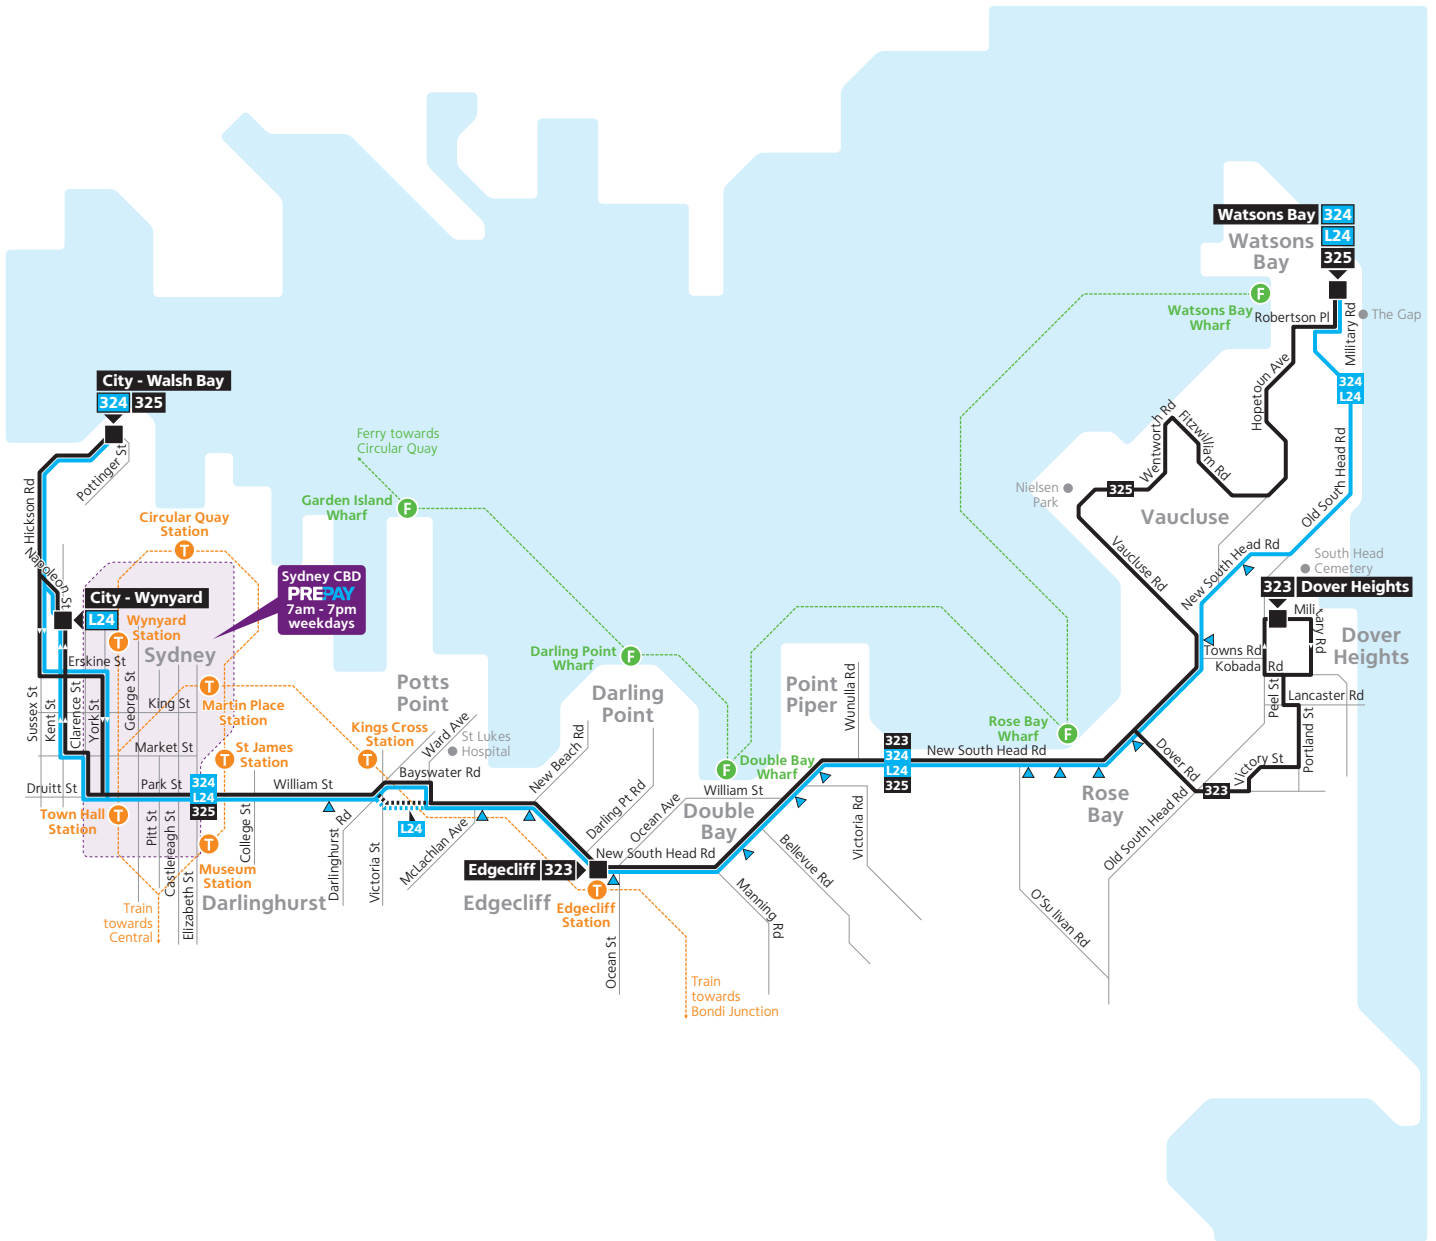 Watsons Bay 324
L24
325
Watsons
Bay
Watsons Bay
Wharf
Robertson Pl
Military Rd
The Gap
Hopetoun Ave
324
L24
City - Walsh Bay
324 325
Pottinger St
Hickson Rd
Napoleon St
Ferry towards
Circular Quay
Garden Island
Wharf
F
F
F
F
F
Wentworth Rd
Fitzwilliam Rd
Old South Head Rd
325
Nielsen
Park
Vaucluse
Vaucluse Rd
New South Head Rd
South Head
Cemetery
323 Dover Heights
Military Rd
Dover
Heights
Towns Rd
Kobada Rd
Peel St
Lancaster Rd
Portland St
Victory St
Dover Rd
323
Old South Head Rd
Circular Quay
Station
T
Sydney CBD
PREPAY
7am - 7pm
weekdays
City - Wynyard
L24
Wynyard
Station
T
Sydney
Erskine St
Sussex St
Kent St
Clarence St
York St
George St
King St
T
Martin Place
Station
Market St
T
St James
Station
Druitt St
Park St
324
L24
325
William St
Town Hall
Station
T
Pitt St
Castlereagh St
Elizabeth St
College St
T
Museum
Station
Train
towards
Central
Darlinghurst
Darlinghurst Rd
Victoria St
Kings Cross
Station
T
Potts
Point
Ward Ave
St Lukes
Hospital
Bayswater Rd
L24
McLachlan Ave
New Beach Rd
Darling Point
Wharf
Darling
Point
Darling Pt Rd
Ocean Ave
Edgecliff 323
Edgecliff
T
Edgecliff
Station
Ocean St
Train
towards
Bondi Junction
New South Head Rd
William St
Double
Bay
Double Bay
Wharf
Manning Rd
Bellevue Rd
Victoria Rd
Point
Piper
Wunulla Rd
323
324
L24
325
New South Head Rd
Rose Bay
Wharf
Rose
Bay
O'Su livan Rd